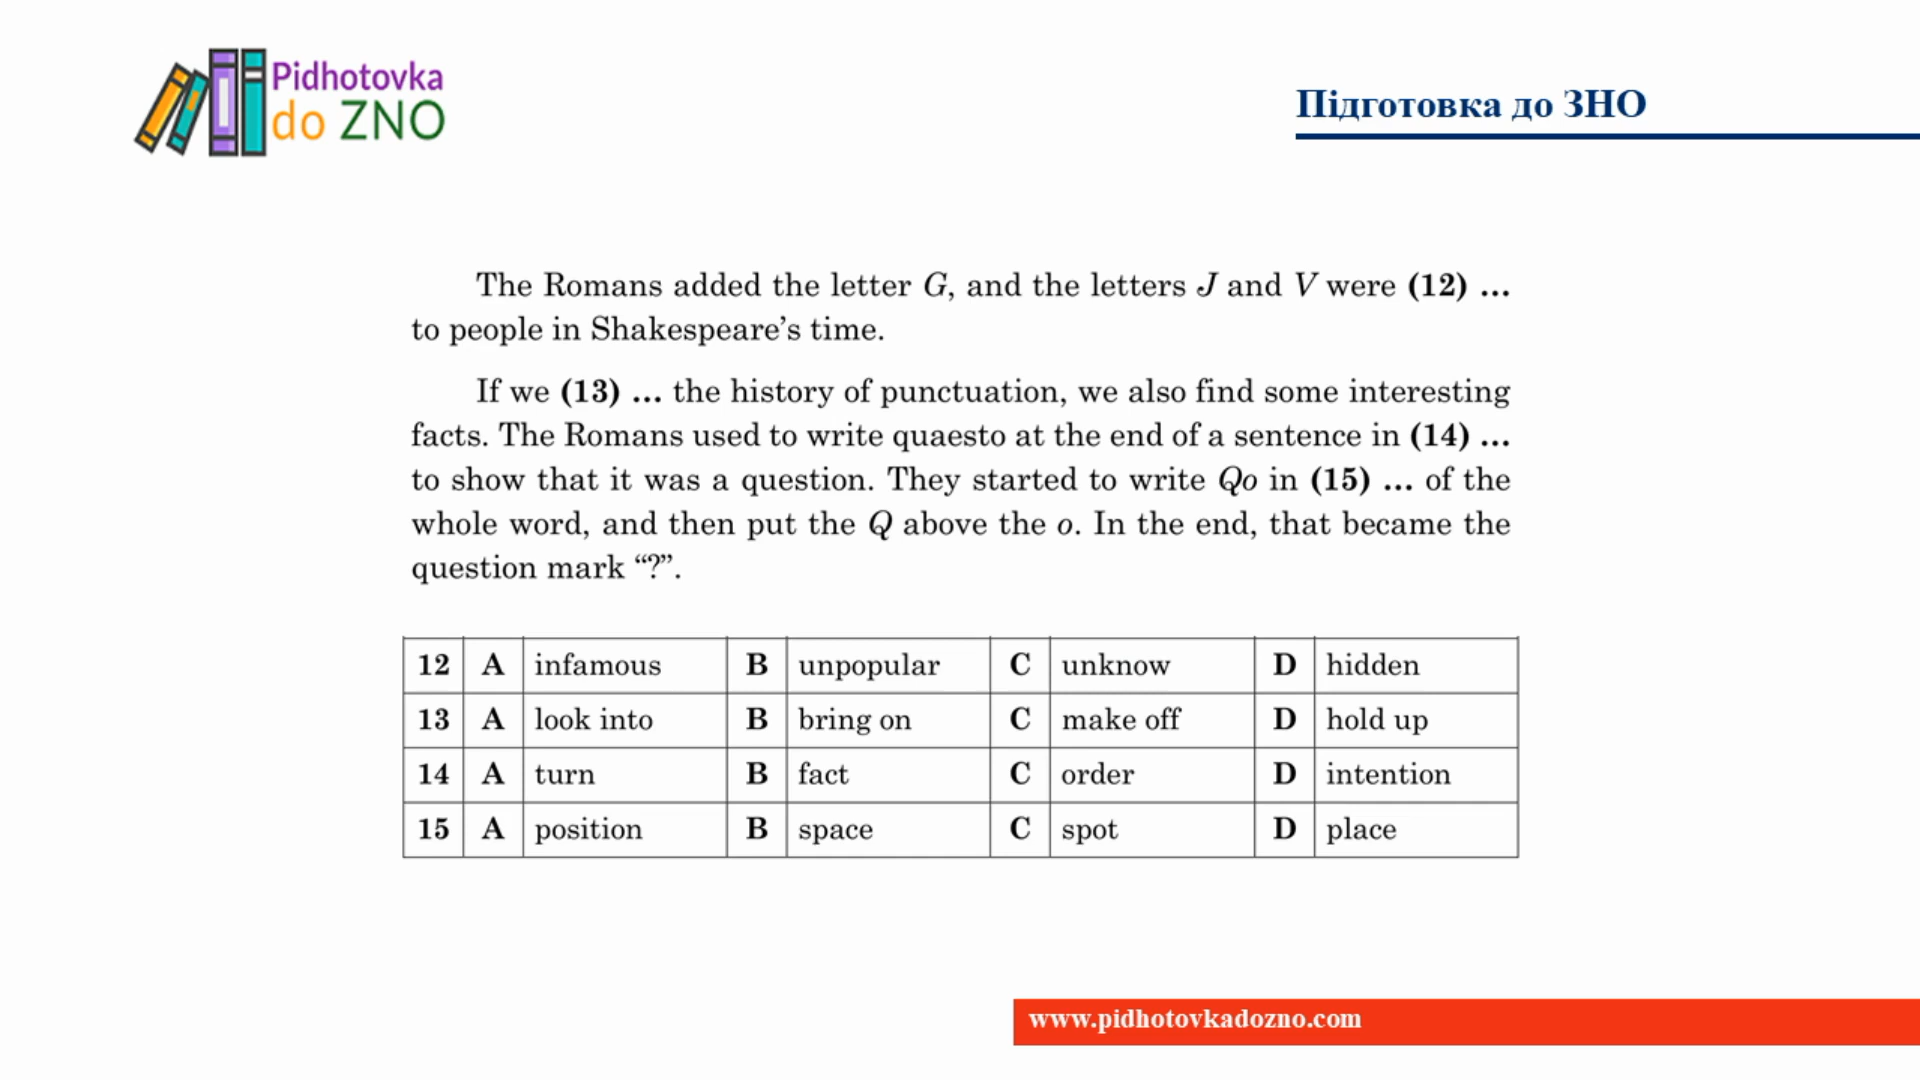 Pidhotovka
do ZNO
Підготовка до ЗНО
The Romans added the letter G, and the letters J and V were (12) ...
to people in Shakespeare’s time.
If we (13) ... the history of punctuation, we also find some interesting
facts. The Romans used to write quaesto at the end of a sentence in (14) ...
to show that it was a question. They started to write Qo in (15) ... of the
whole word, and then put the Q above the o. In the end, that became the
question mark “?”.
12 A infamous B unpopular C unknow D hidden
13 A look into B bring on C make off D hold up
14 A turn B fact C order D intention
15 A position B space C spot D place
www.pidhotovkadozno.com